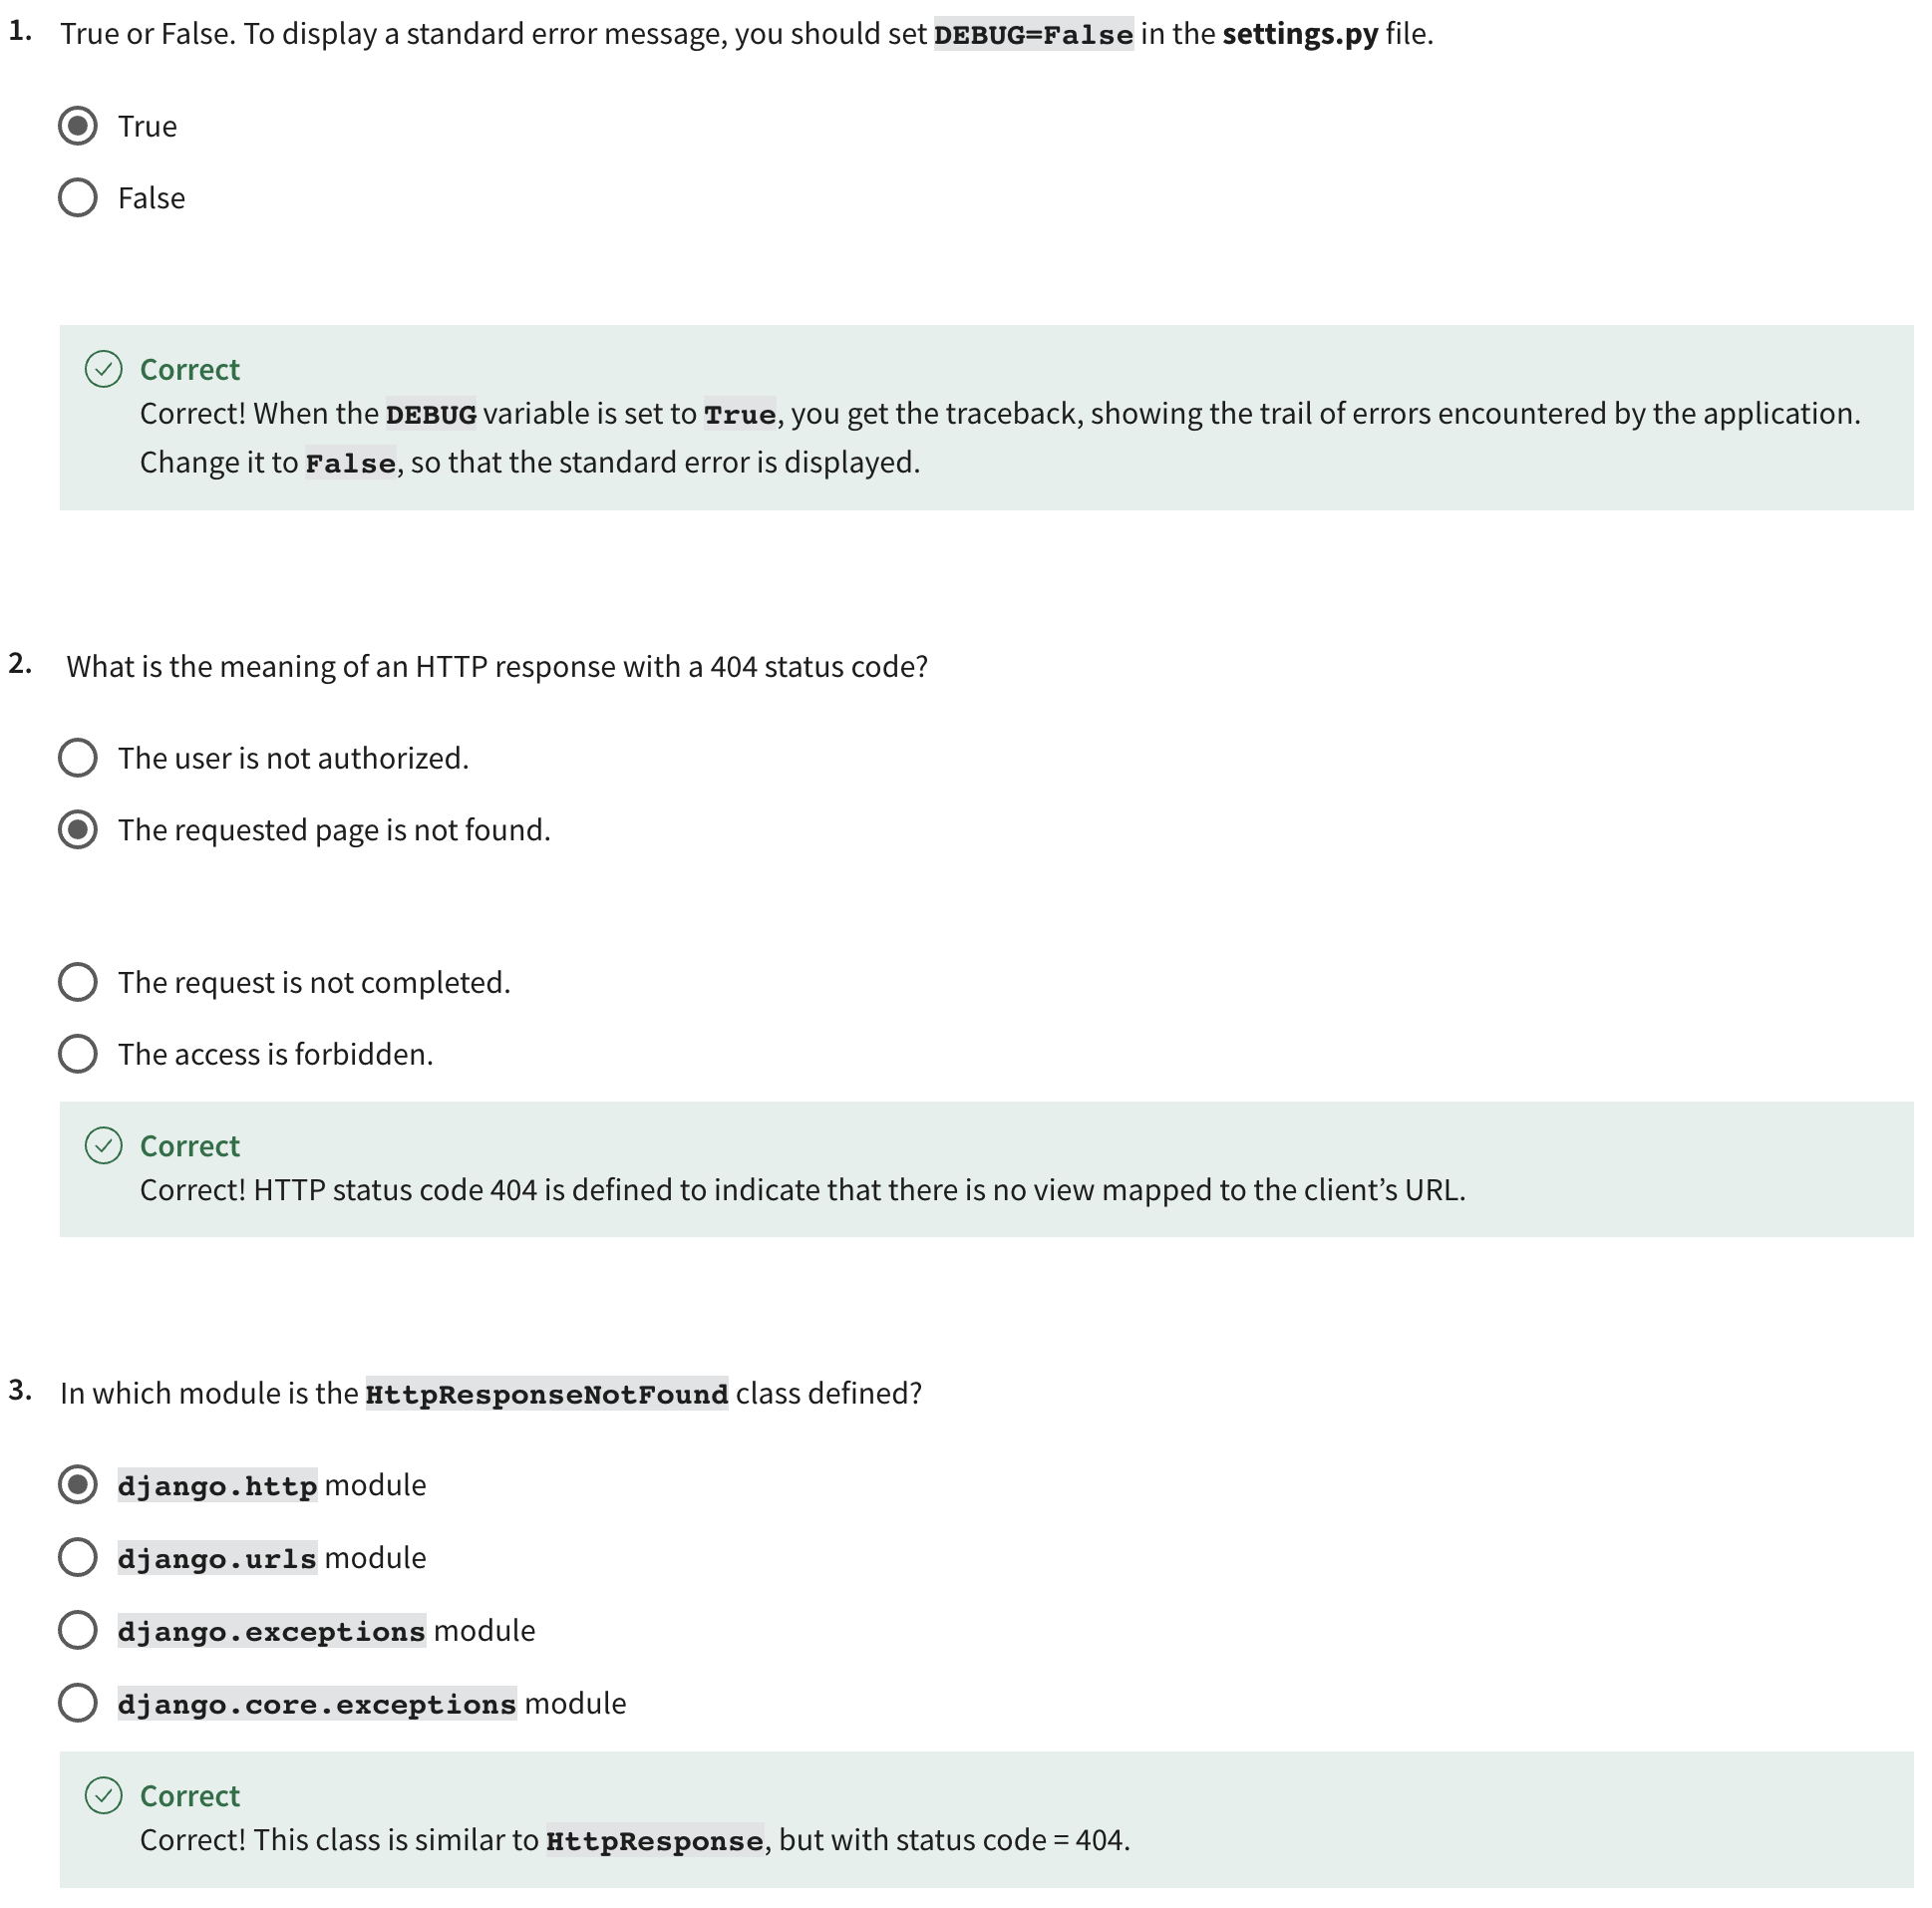 1. True or False. To display a standard error message, you should set DEBUG=False in the settings.py file.
True
False
Correct
Correct! When the DEBUG variable is set to True, you get the traceback, showing the trail of errors encountered by the application.
Change it to False, so that the standard error is displayed.
2. What is the meaning of an HTTP response with a 404 status code?
The user is not authorized.
The requested page is not found.
The request is not completed.
The access is forbidden.
Correct
Correct! HTTP status code 404 is defined to indicate that there is no view mapped to the client’s URL.
3. In which module is the HttpResponseNotFound class defined?
django.http module
django.urls module
django.exceptions module
django.core.exceptions module
Correct
Correct! This class is similar to HttpResponse, but with status code = 404.